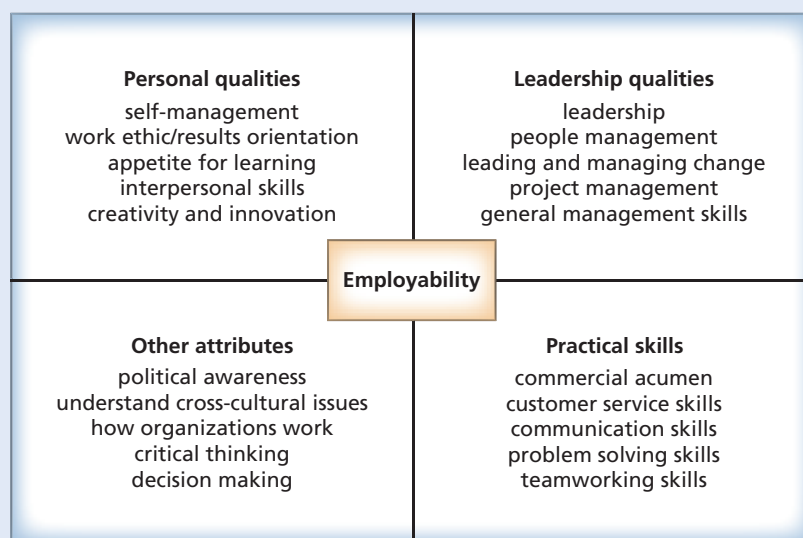 Personal qualities
self-management
work ethic/results orientation
appetite for learning
interpersonal skills
creativity and innovation
Leadership qualities
leadership
people management
leading and managing change
project management
general management skills
Employability
Other attributes
political awareness
understand cross-cultural issues
how organizations work
critical thinking
decision making
Practical skills
commercial acumen
customer service skills
communication skills
problem solving skills
teamworking skills